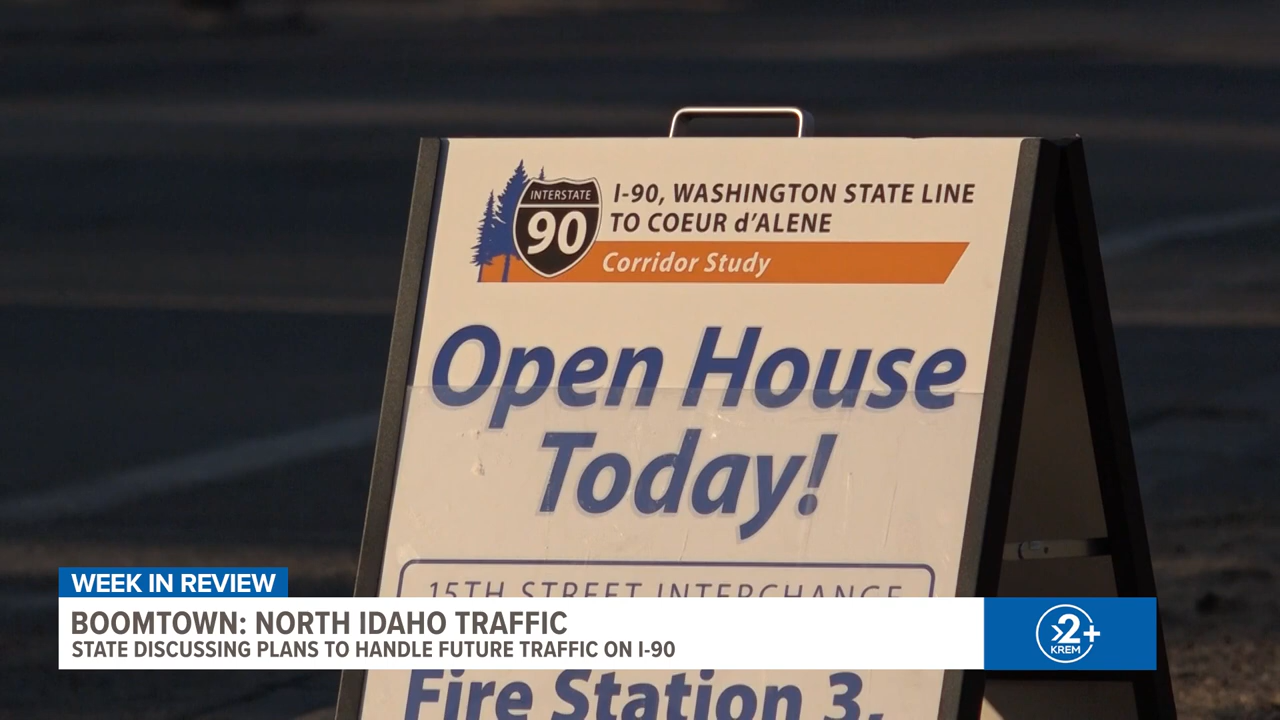 INTERSTATE
90
I-90, WASHINGTON STATE LINE
TO COEUR d'ALENE
Corridor Study
Open House
Today!
15TH STREET INTERCHANGE
WEEK IN REVIEW
BOOMTOWN: NORTH IDAHO TRAFFIC
STATE DISCUSSING PLANS TO HANDLE FUTURE TRAFFIC ON I-90
2+
KREM
Fire Station 3,